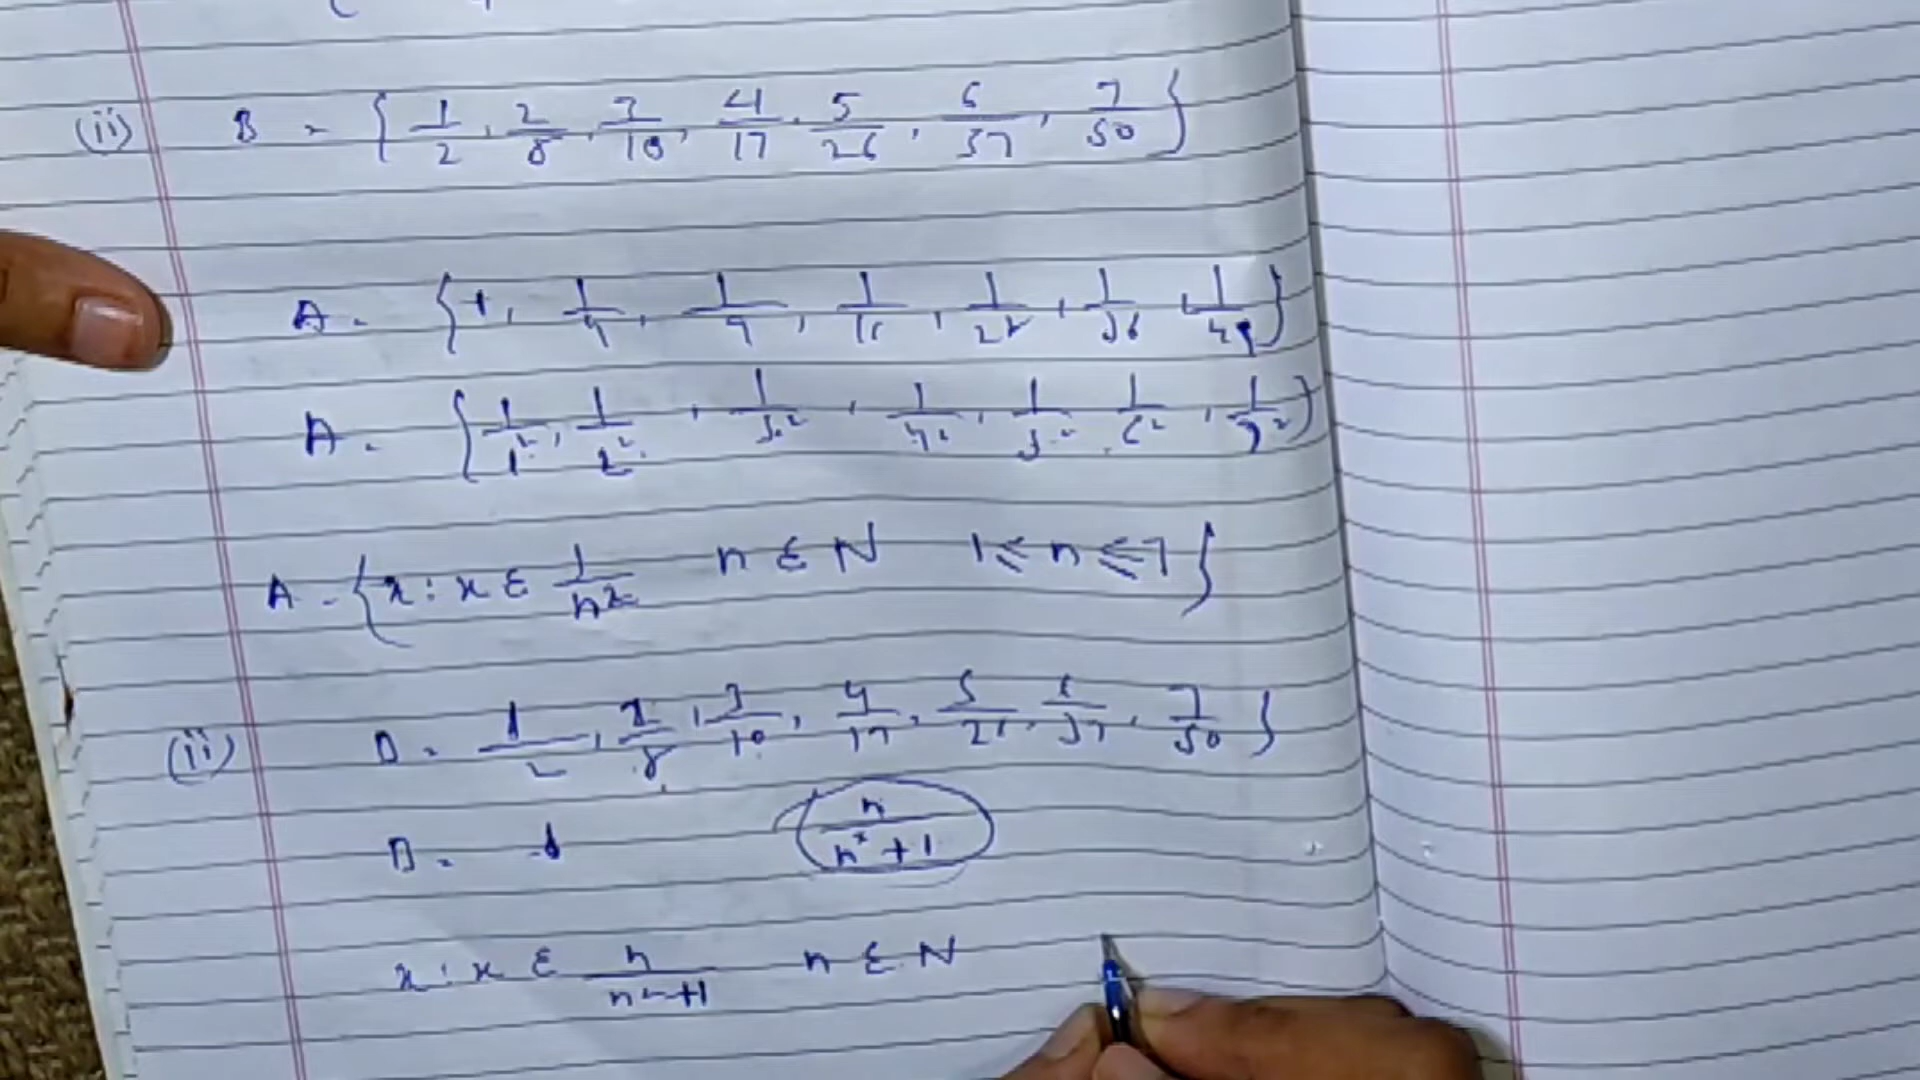 (ii) B = { 1/2, 2/8, 3/10, 4/17, 5/26, 6/37, 7/50 }
A = { 1, 1/4, 1/9, 1/16, 1/25, 1/36, 1/49 }
A = { 1/1², 1/2², 1/3², 1/4², 1/5², 1/6², 1/7² }
A = { x : x ∈ 1/n² n ∈ N 1 ≤ n ≤ 7 }
(ii) B = 1/2, 2/8, 3/10, 4/17, 5/26, 6/37, 7/50 }
B = 1 n/n²+1
x : x ∈ n/n²+1 n ∈ N